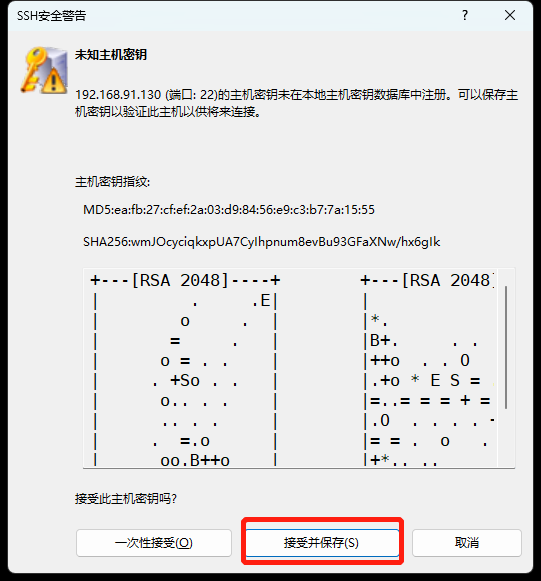 SSH安全警告
未知主机密钥
192.168.91.130 (端口: 22)的主机密钥未在本地主机密钥数据库中注册。可以保存主
机密钥以验证此主机以供将来连接。
主机密钥指纹:
MD5:ea:fb:27:cf:ef:2a:03:d9:84:56:e9:c3:b7:7a:15:55
SHA256:wmJOcyciqkxpUA7CyIhpnum8evBu93GFaXNw/hx6gIk
+---[RSA 2048]----+ +---[RSA 2048]
| . .E| |
| o . | |*.
| = . | |B+. . .
| o = . . | |++o . . O
| . +So . . | |.+o * E S =
| o.. . . | |=..= = = + =
| .. . . | |.O . . . . +
| . =.o | |= = . o .
| oo.B++o | |+*.. ..
接受此主机密钥吗?
一次性接受(O) 接受并保存(S) 取消